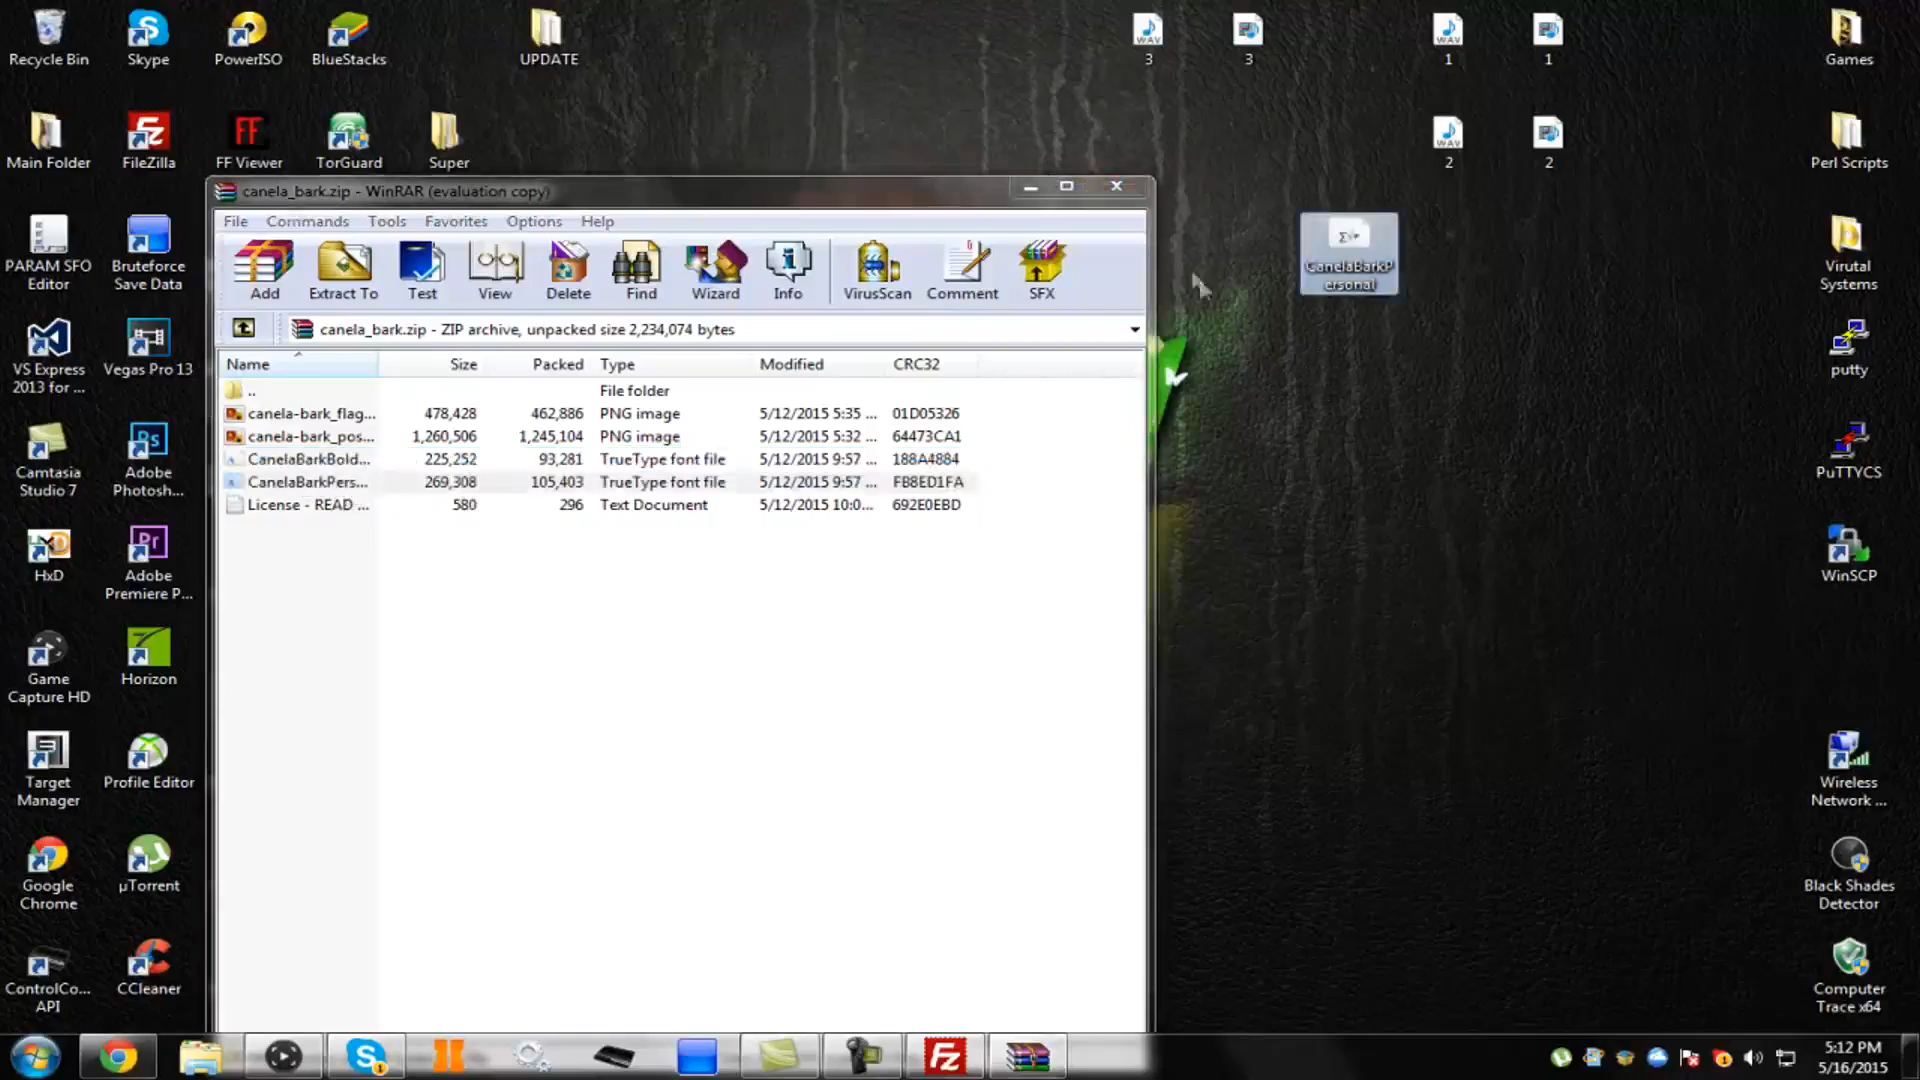 Recycle Bin
Skype
PowerISO
BlueStacks
UPDATE
WAV
3
3
WAV
1
1
Games
Main Folder
FileZilla
FF
FF Viewer
TorGuard
Super
WAV
2
2
Perl Scripts
canela_bark.zip - WinRAR (evaluation copy)
File Commands Tools Favorites Options Help
Add
Extract To
Test
View
Delete
Find
Wizard
Info
VirusScan
Comment
SFX
canela_bark.zip - ZIP archive, unpacked size 2,234,074 bytes
Name Size Packed Type Modified CRC32
.. File folder
canela-bark_flag... 478,428 462,886 PNG image 5/12/2015 5:35 ... 01D05326
canela-bark_pos... 1,260,506 1,245,104 PNG image 5/12/2015 5:32 ... 64473CA1
CanelaBarkBold... 225,252 93,281 TrueType font file 5/12/2015 9:57 ... 188A4884
CanelaBarkPers... 269,308 105,403 TrueType font file 5/12/2015 9:57 ... FB8ED1FA
License - READ ... 580 296 Text Document 5/12/2015 10:0... 692E0EBD
CanelaBarkP
ersonal
PARAM SFO
Editor
Bruteforce
Save Data
Virutal
Systems
VS Express
2013 for ...
Vegas Pro 13
putty
Camtasia
Studio 7
Ps
Adobe
Photosh...
PuTTYCS
HxD
Pr
Adobe
Premiere P...
WinSCP
Game
Capture HD
Horizon
Target
Manager
Profile Editor
Wireless
Network ...
Google
Chrome
µTorrent
Black Shades
Detector
ControlCo...
API
CCleaner
Computer
Trace x64
5:12 PM
5/16/2015